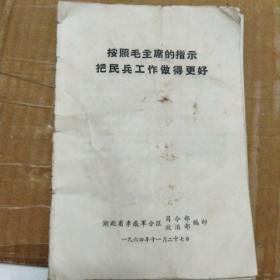 按照毛主席的指示
把民兵工作做得更好
湖北省孝感军分区 司令部 政治部 编印
一九六四年十一月二十七日